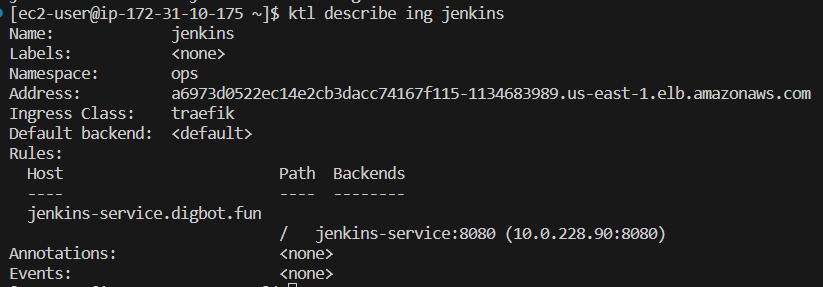 [ec2-user@ip-172-31-10-175 ~]$ ktl describe ing jenkins
Name:             jenkins
Labels:           <none>
Namespace:        ops
Address:          a6973d0522ec14e2cb3dacc74167f115-1134683989.us-east-1.elb.amazonaws.com
Ingress Class:    traefik
Default backend:  <default>
Rules:
  Host                        Path  Backends
  ----                        ----  --------
  jenkins-service.digbot.fun
                              /   jenkins-service:8080 (10.0.228.90:8080)
Annotations:                  <none>
Events:                       <none>